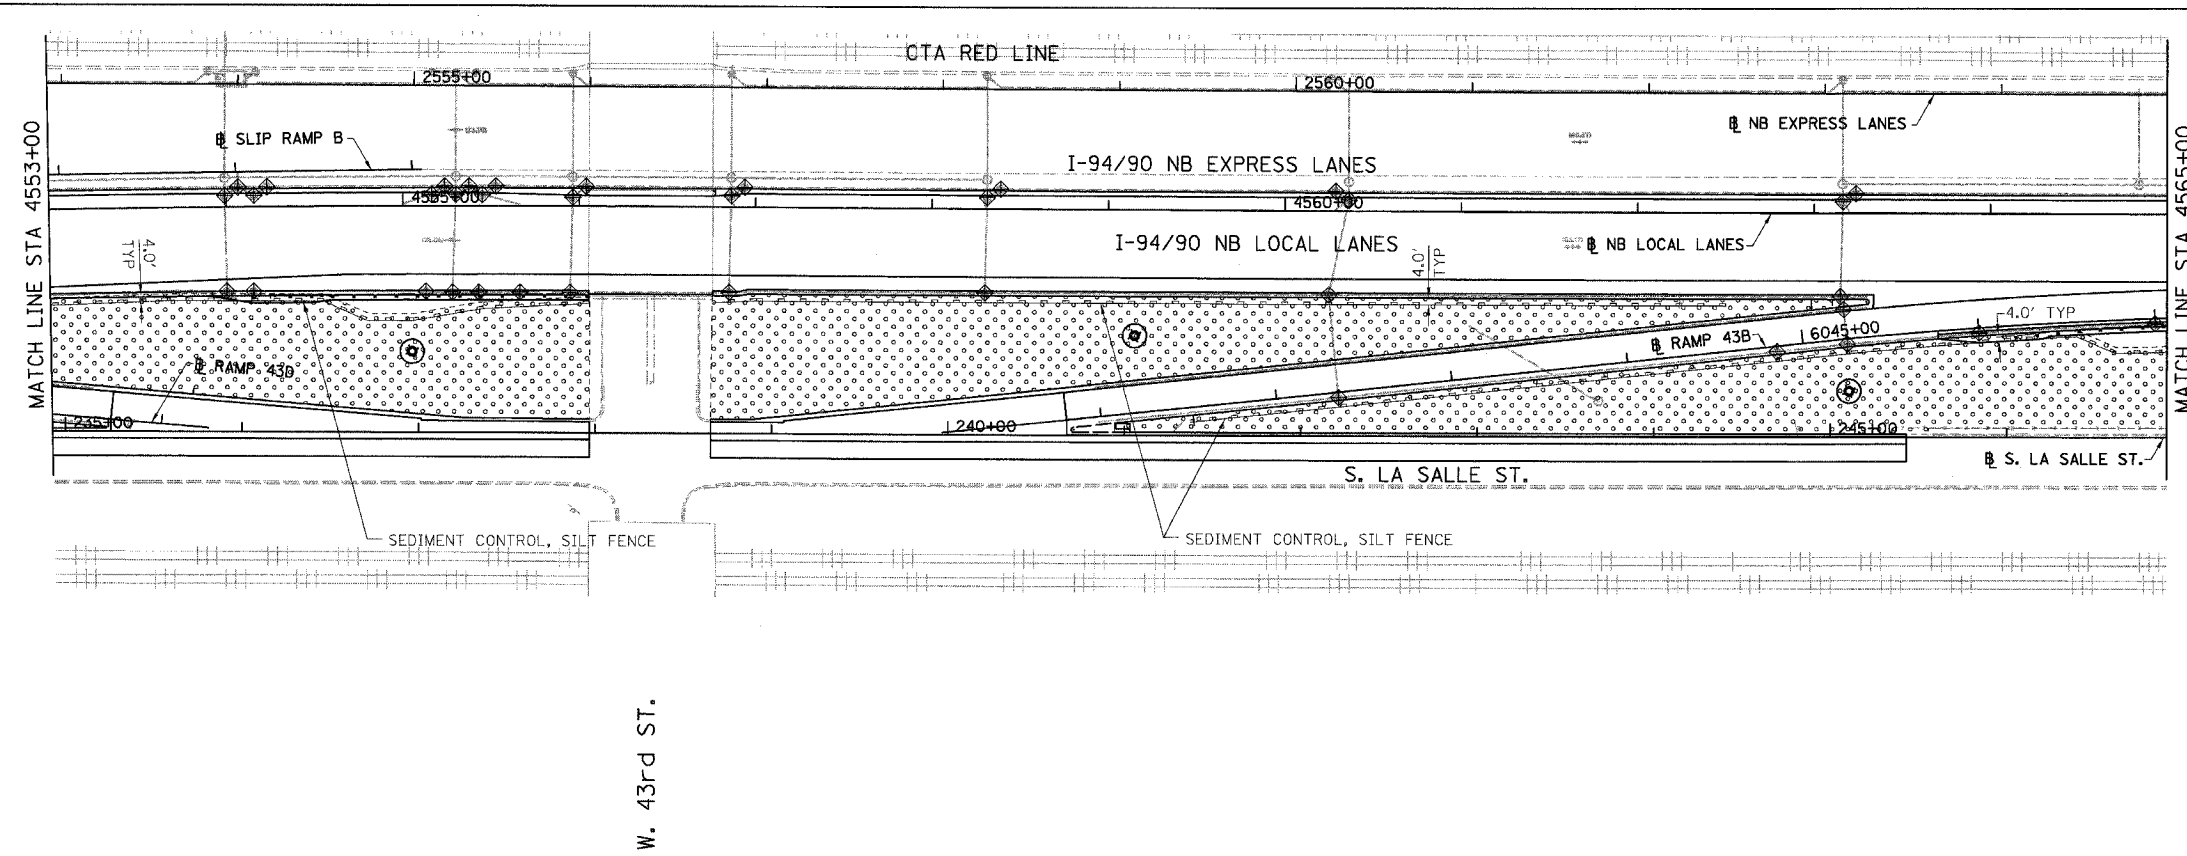 CTA RED LINE
2555+00
2560+00
℄ NB EXPRESS LANES
℄ SLIP RAMP B
I-94/90 NB EXPRESS LANES
MATCH LINE STA 4553+00
MATCH LINE STA 4565+00
4555+00
4560+00
I-94/90 NB LOCAL LANES
℄ NB LOCAL LANES
4.0'
TYP
4.0'
TYP
4.0' TYP
6045+00
℄ RAMP 43B
℄ RAMP 43D
235+00
240+00
245+00
℄ S. LA SALLE ST.
S. LA SALLE ST.
SEDIMENT CONTROL, SILT FENCE
SEDIMENT CONTROL, SILT FENCE
W. 43rd ST.